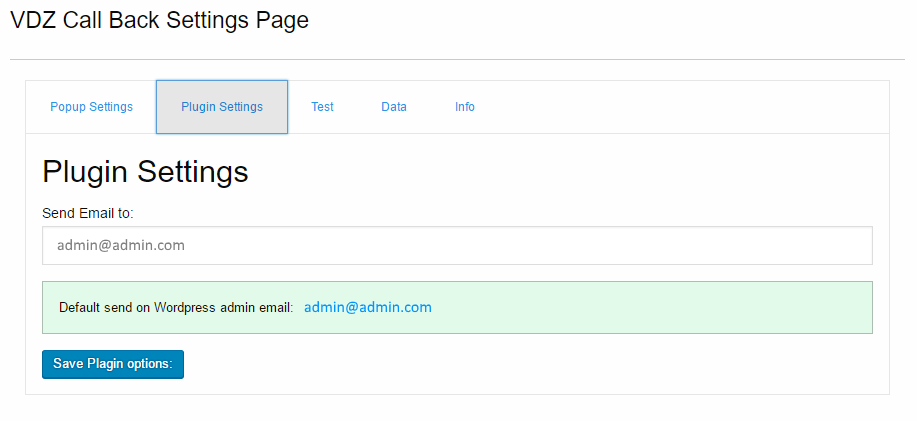 VDZ Call Back Settings Page
Popup Settings Plugin Settings Test Data Info
Plugin Settings
Send Email to:
admin@admin.com
Default send on Wordpress admin email: admin@admin.com
Save Plagin options: